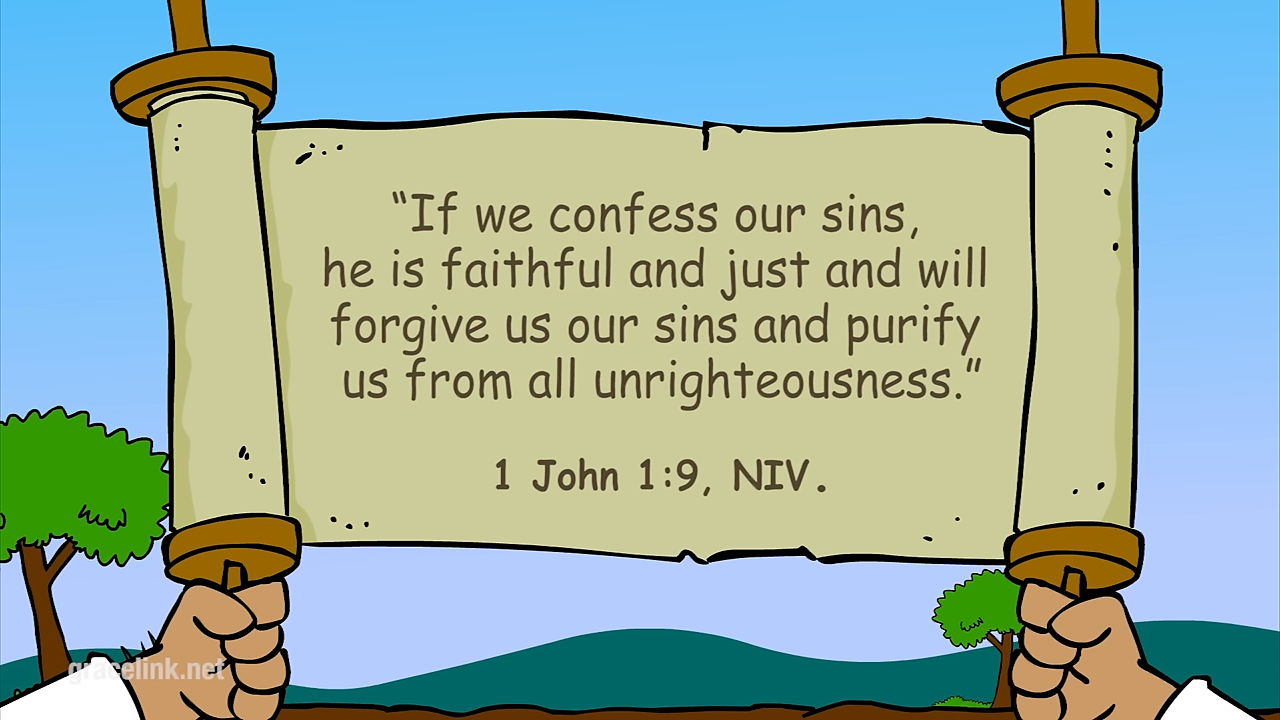 “If we confess our sins,
he is faithful and just and will
forgive us our sins and purify
us from all unrighteousness.”
1 John 1:9, NIV.
gracelink.net